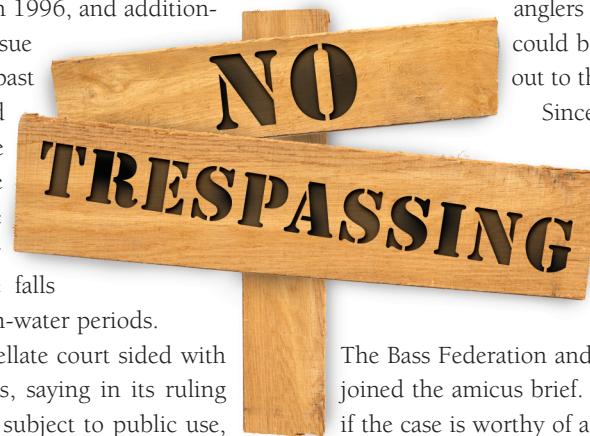 1996, and addition-
sue
past
falls
-water periods.
ellate court sided with
s, saying in its ruling
subject to public use,
NO
TRESPASSING
anglers
could b
out to th
Since
The Bass Federation and
joined the amicus brief.
if the case is worthy of a